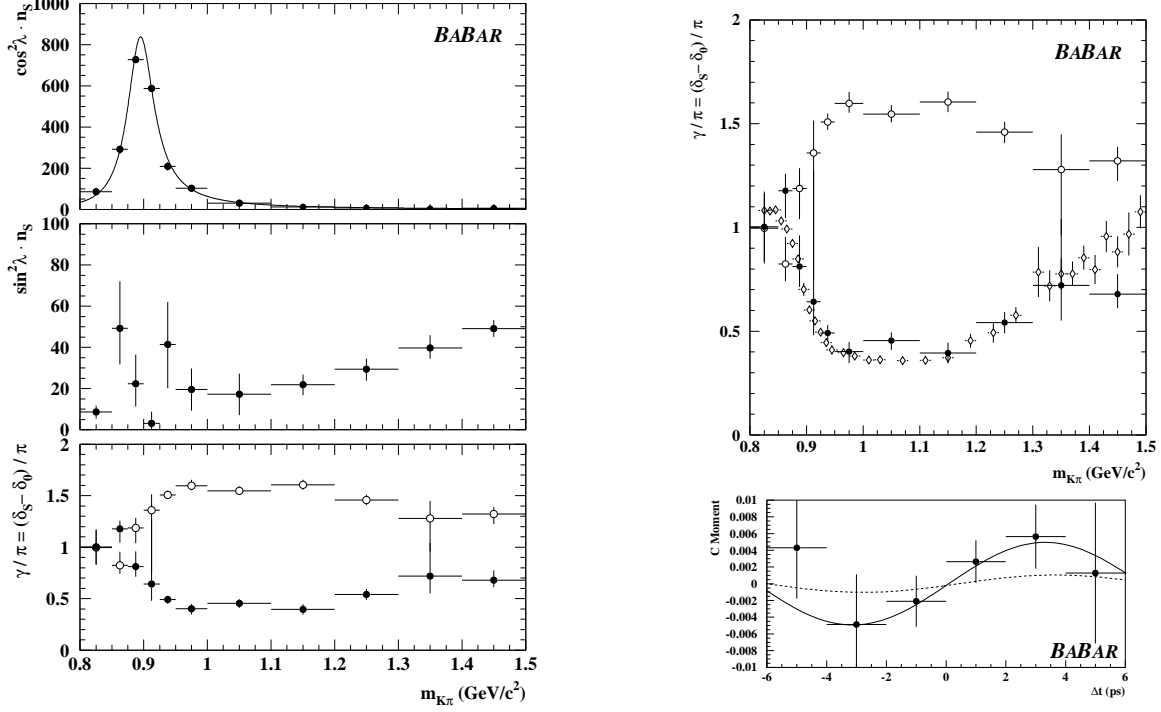 1000
800
600
400
200
0
cos²λ · n_S
BABAR
100
80
60
40
20
0
sin²λ · n_S
2
1.5
1
0.5
0
γ / π = (δ_S – δ_0) / π
0.8 0.9 1 1.1 1.2 1.3 1.4 1.5
m_Kπ (GeV/c²)
2
1.5
1
0.5
0
γ / π = (δ_S – δ_0) / π
BABAR
0.8 0.9 1 1.1 1.2 1.3 1.4 1.5
m_Kπ (GeV/c²)
0.01
0.008
0.006
0.004
0.002
0
-0.002
-0.004
-0.006
-0.008
-0.01
C Moment
BABAR
-6 -4 -2 0 2 4 6
Δt (ps)